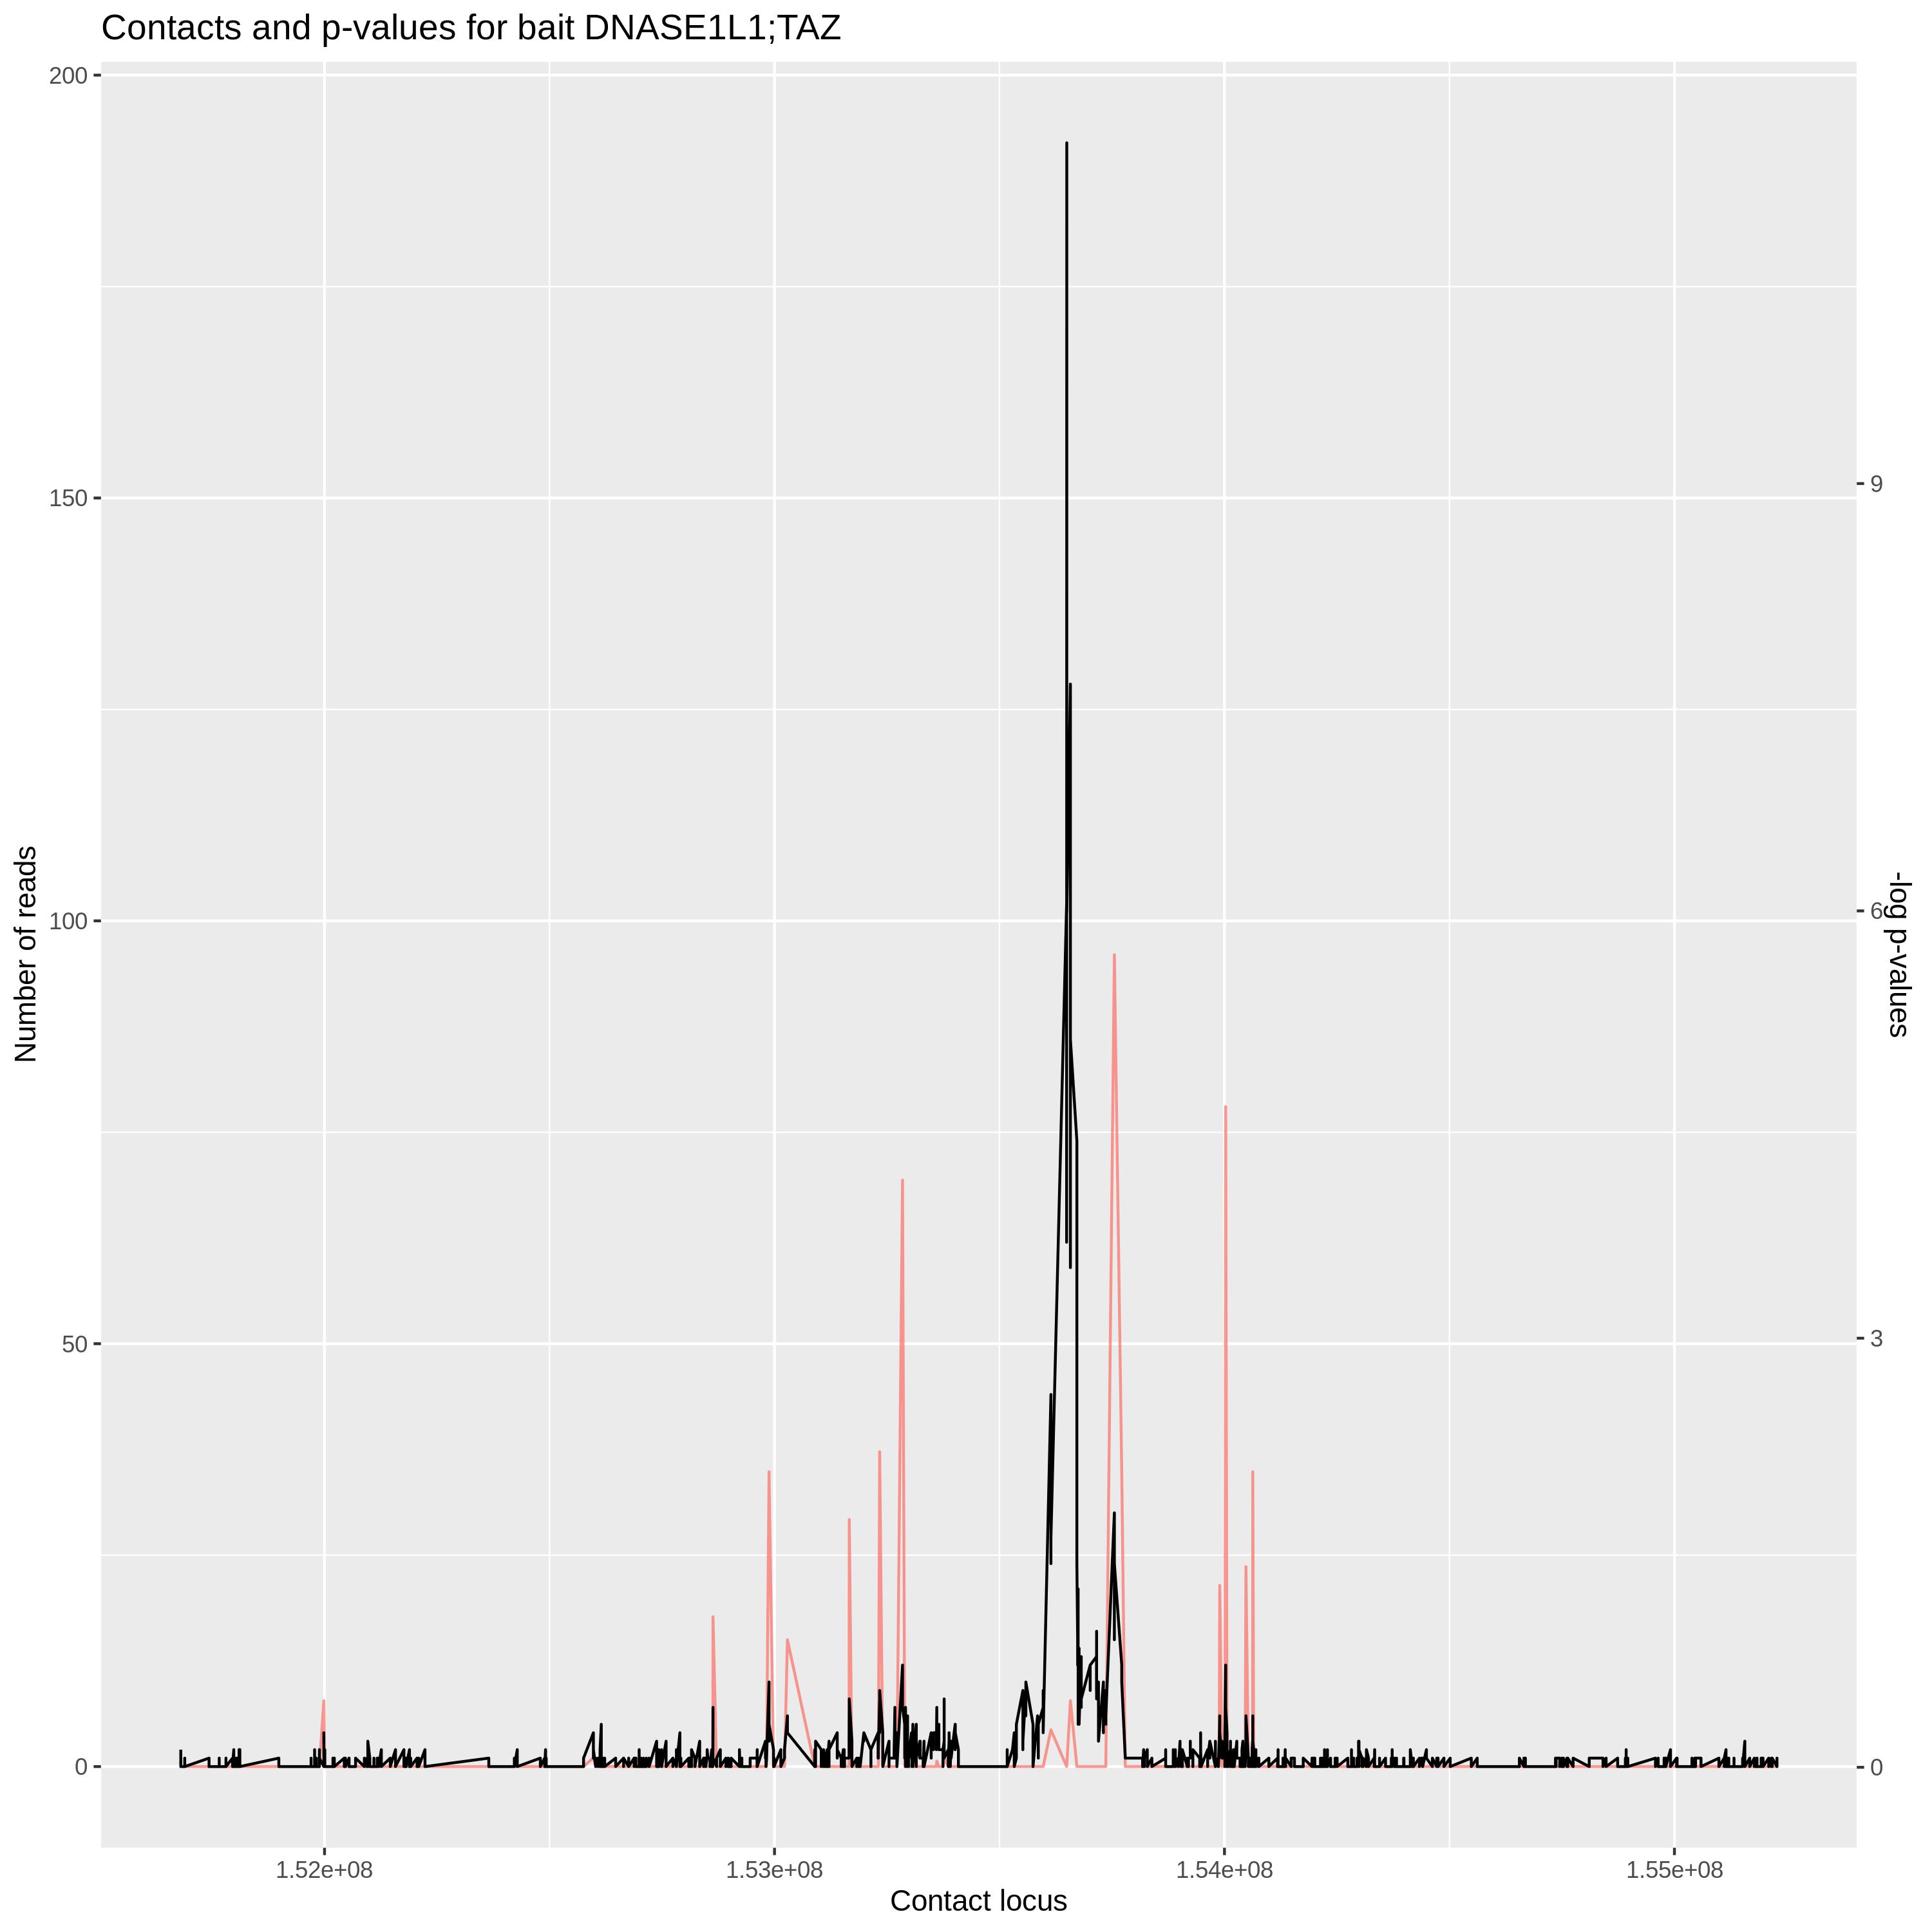 Contacts and p-values for bait DNASE1L1;TAZ
200
150
100
50
0
Number of reads
9
6
3
0
-log p-values
1.52e+08 1.53e+08 1.54e+08 1.55e+08
Contact locus